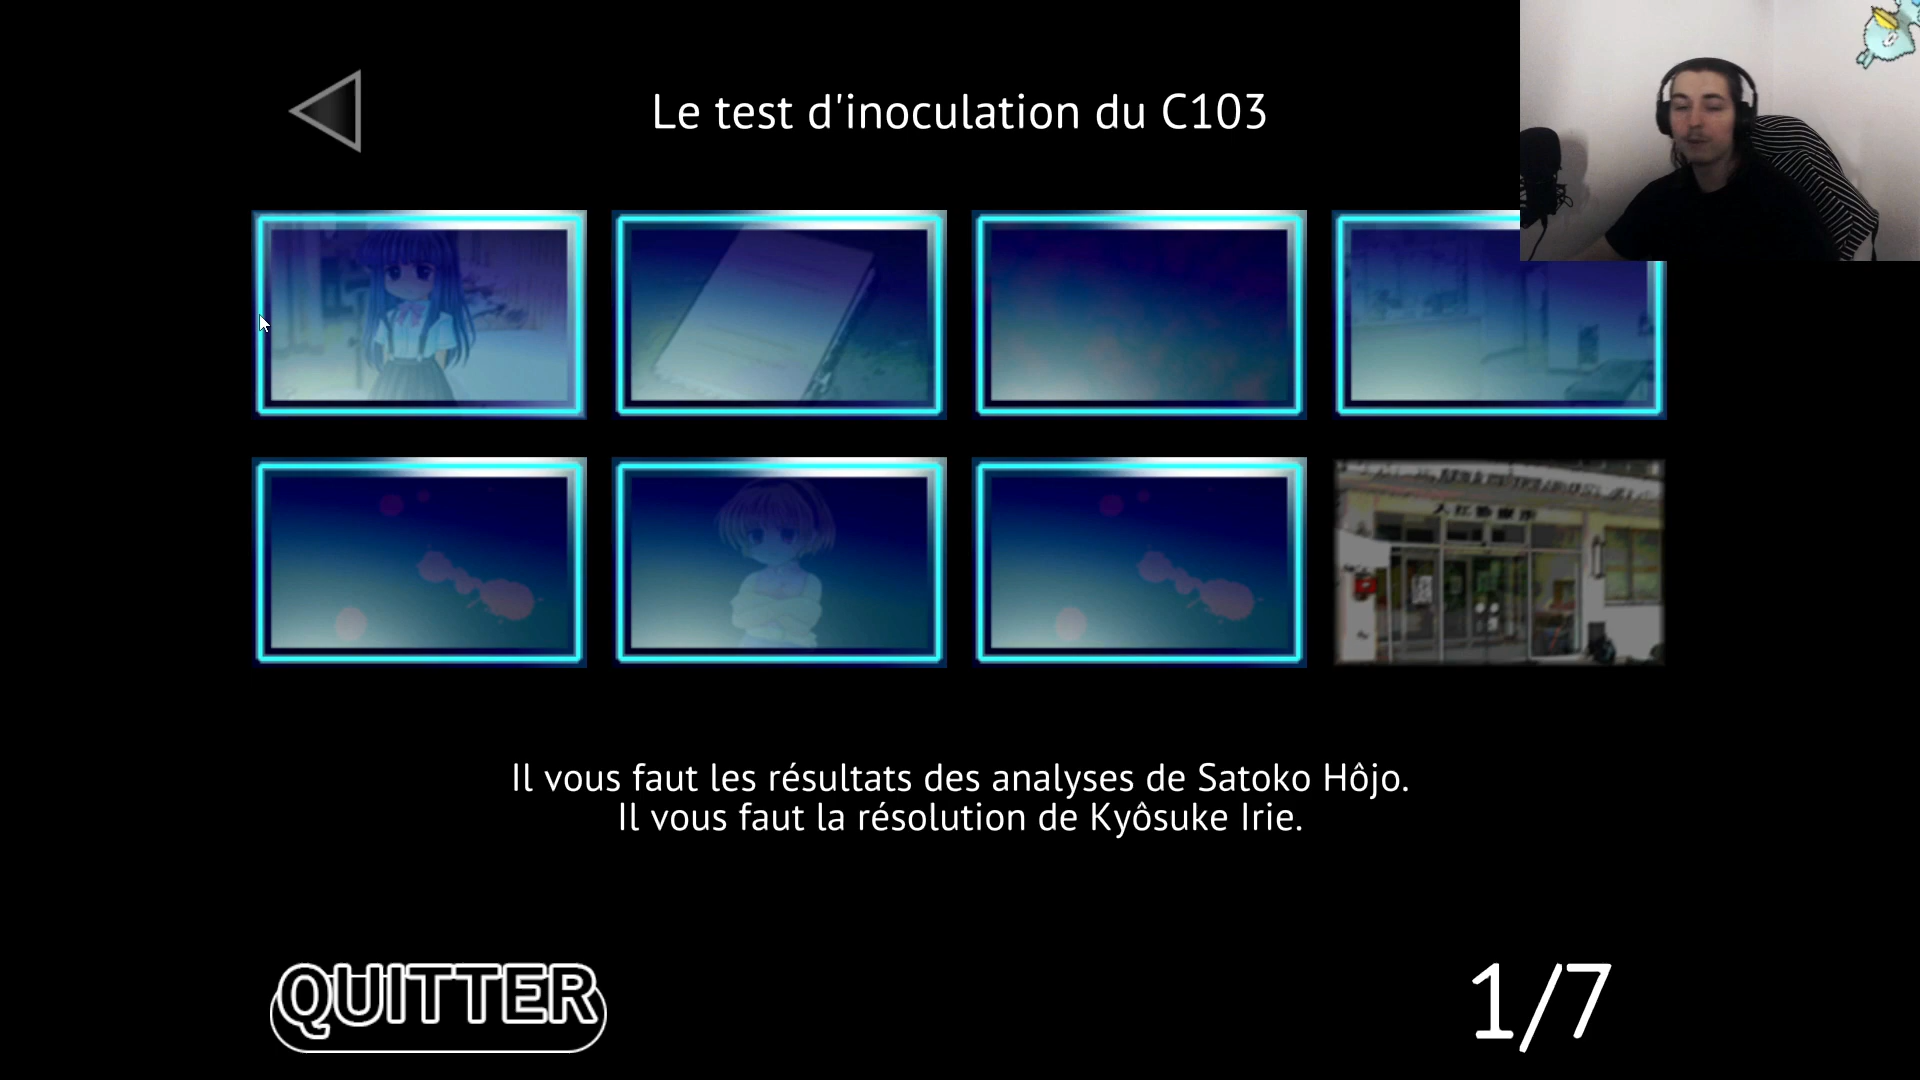 Le test d'inoculation du C103
Il vous faut les résultats des analyses de Satoko Hôjo.
Il vous faut la résolution de Kyôsuke Irie.
QUITTER
1/7